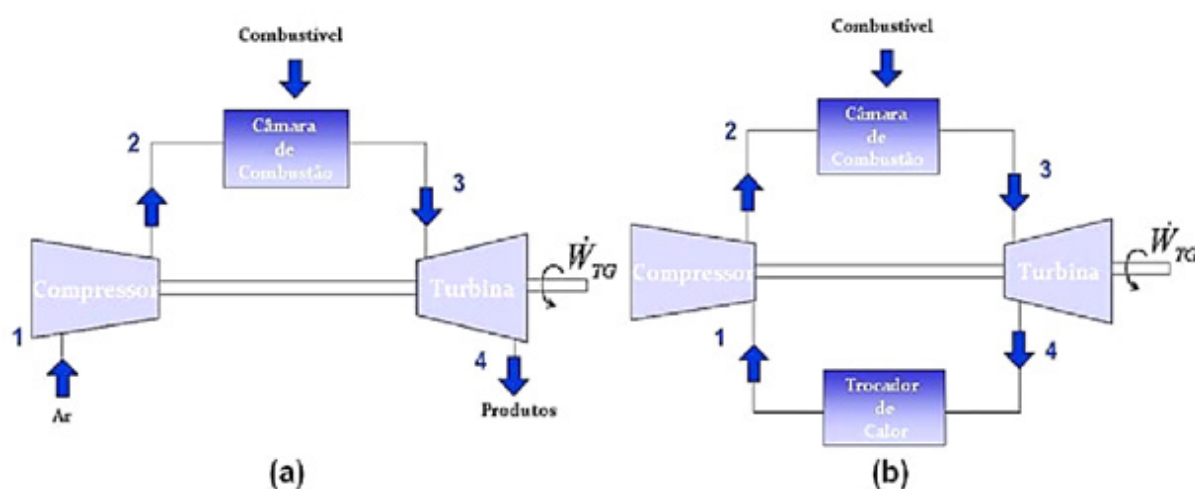 Combustível
Câmara
de
Combustão
2
3
Compressor
Turbina
Ẇ_TG
1
4
Ar
Produtos
(a)
Combustível
Câmara
de
Combustão
2
3
Compressor
Turbina
Ẇ_TG
1
4
Trocador
de
Calor
(b)